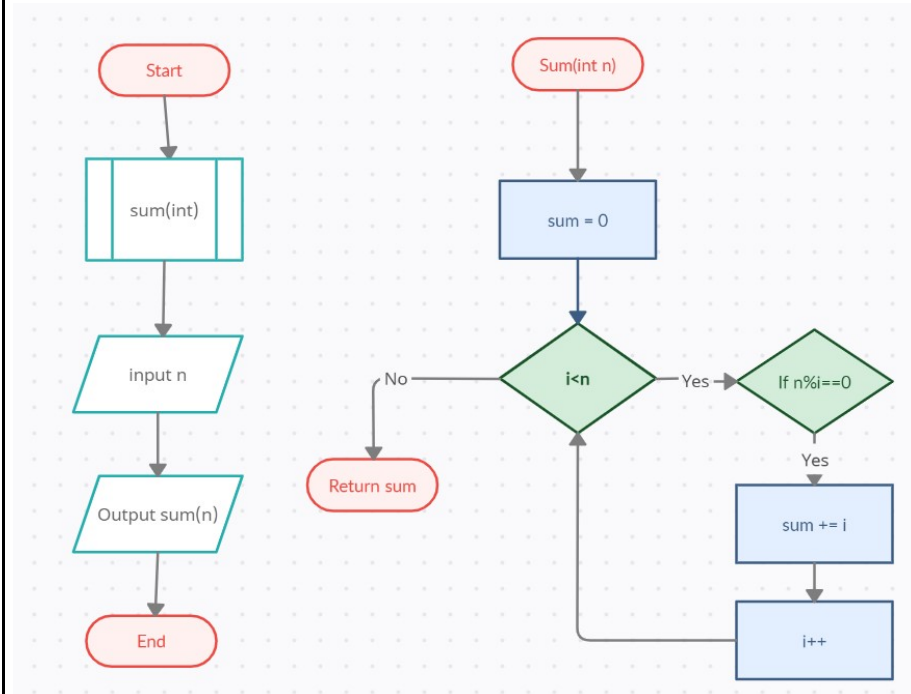 Start
sum(int)
input n
Output sum(n)
End
Sum(int n)
sum = 0
i<n
No
Return sum
Yes
If n%i==0
Yes
sum += i
i++